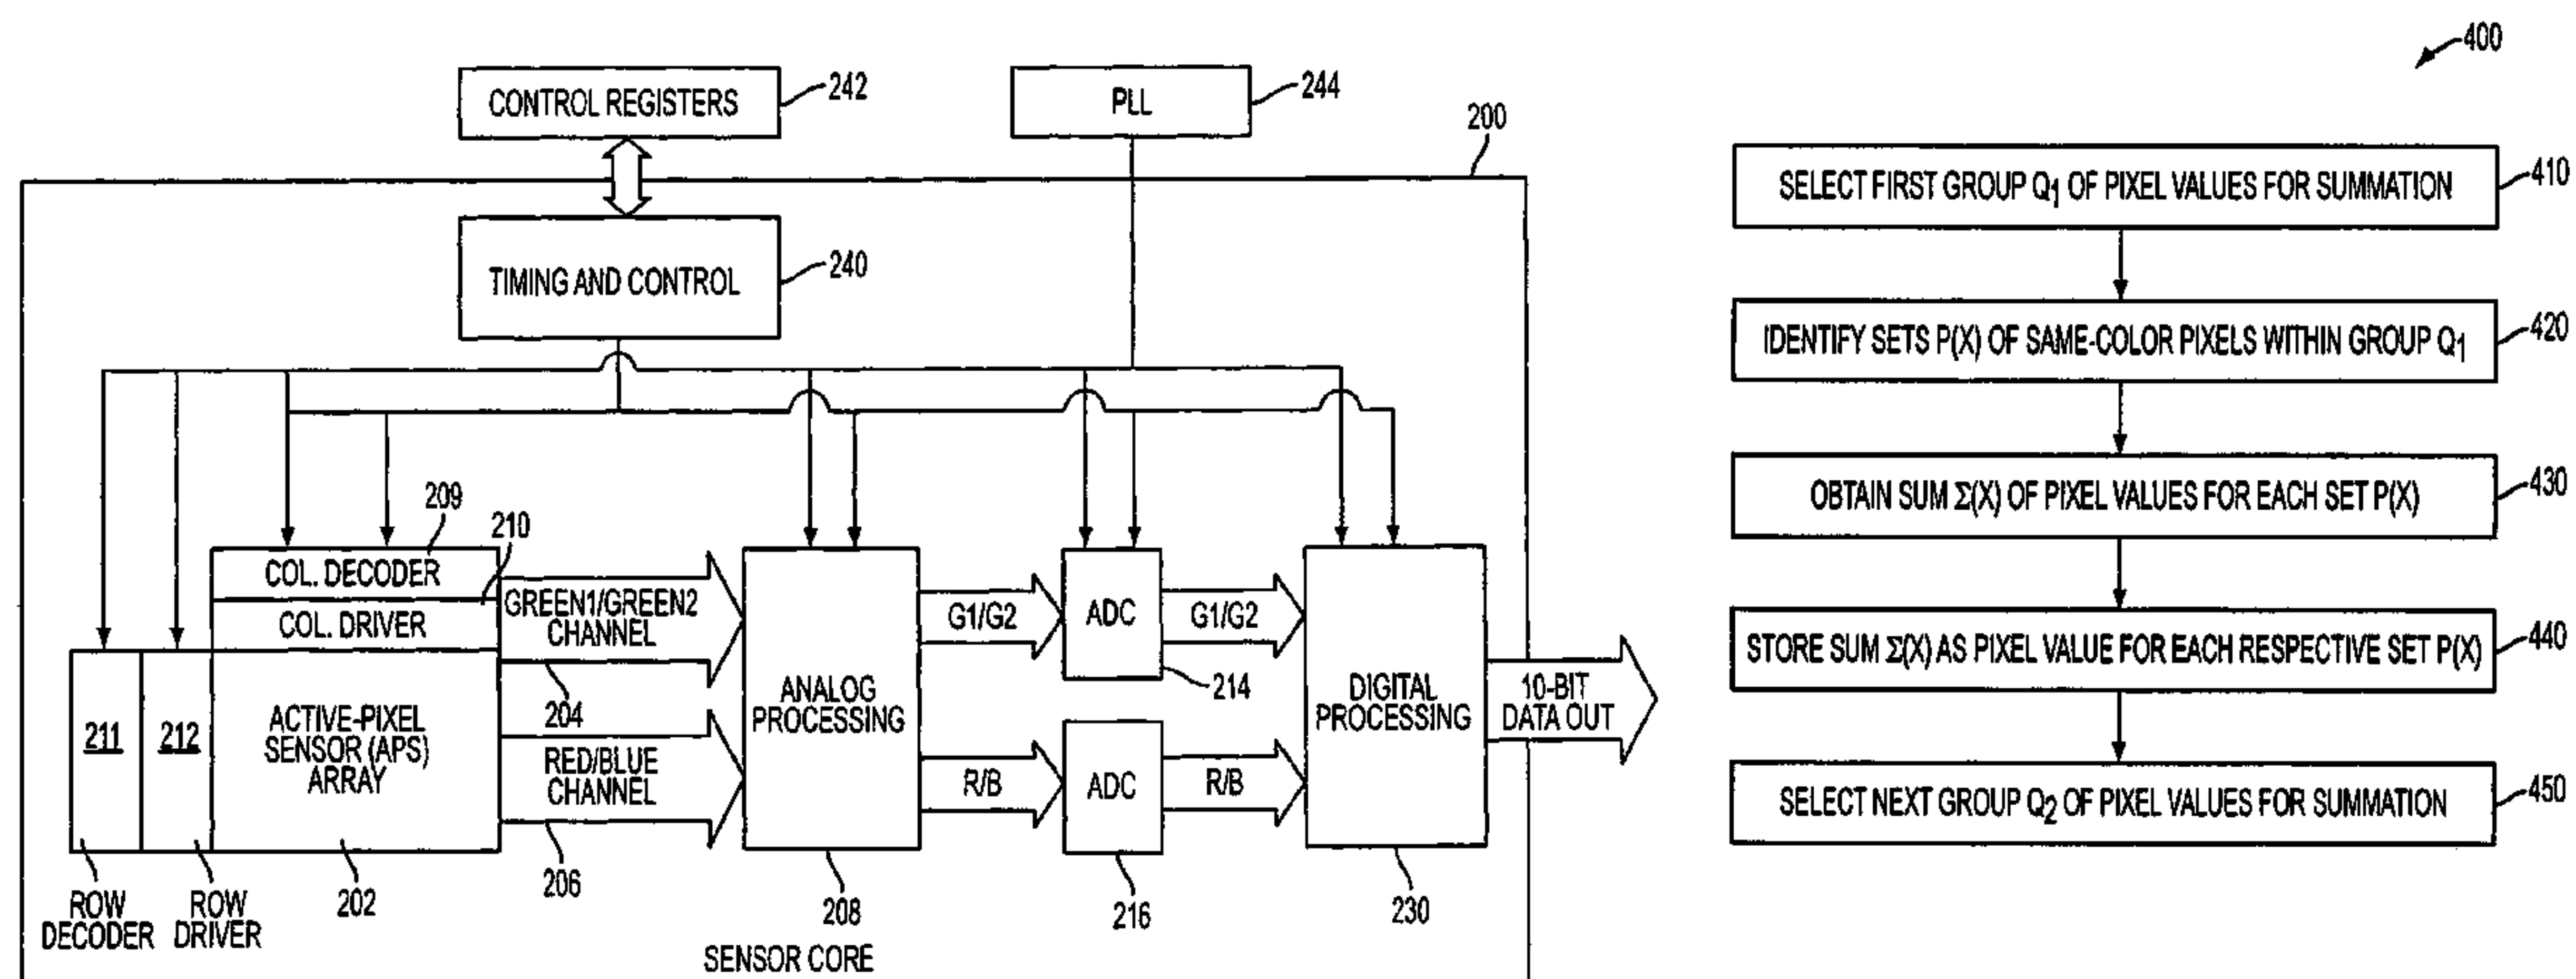 400
CONTROL REGISTERS
242
PLL
244
200
TIMING AND CONTROL
240
209
210
COL. DECODER
COL. DRIVER
211
212
ACTIVE-PIXEL
SENSOR (APS)
ARRAY
GREEN1/GREEN2
CHANNEL
204
RED/BLUE
CHANNEL
206
ANALOG
PROCESSING
208
G1/G2
ADC
214
G1/G2
R/B
ADC
216
R/B
DIGITAL
PROCESSING
230
10-BIT
DATA OUT
ROW
DECODER
ROW
DRIVER
202
SENSOR CORE
SELECT FIRST GROUP Q1 OF PIXEL VALUES FOR SUMMATION
410
IDENTIFY SETS P(X) OF SAME-COLOR PIXELS WITHIN GROUP Q1
420
OBTAIN SUM Σ(X) OF PIXEL VALUES FOR EACH SET P(X)
430
STORE SUM Σ(X) AS PIXEL VALUE FOR EACH RESPECTIVE SET P(X)
440
SELECT NEXT GROUP Q2 OF PIXEL VALUES FOR SUMMATION
450